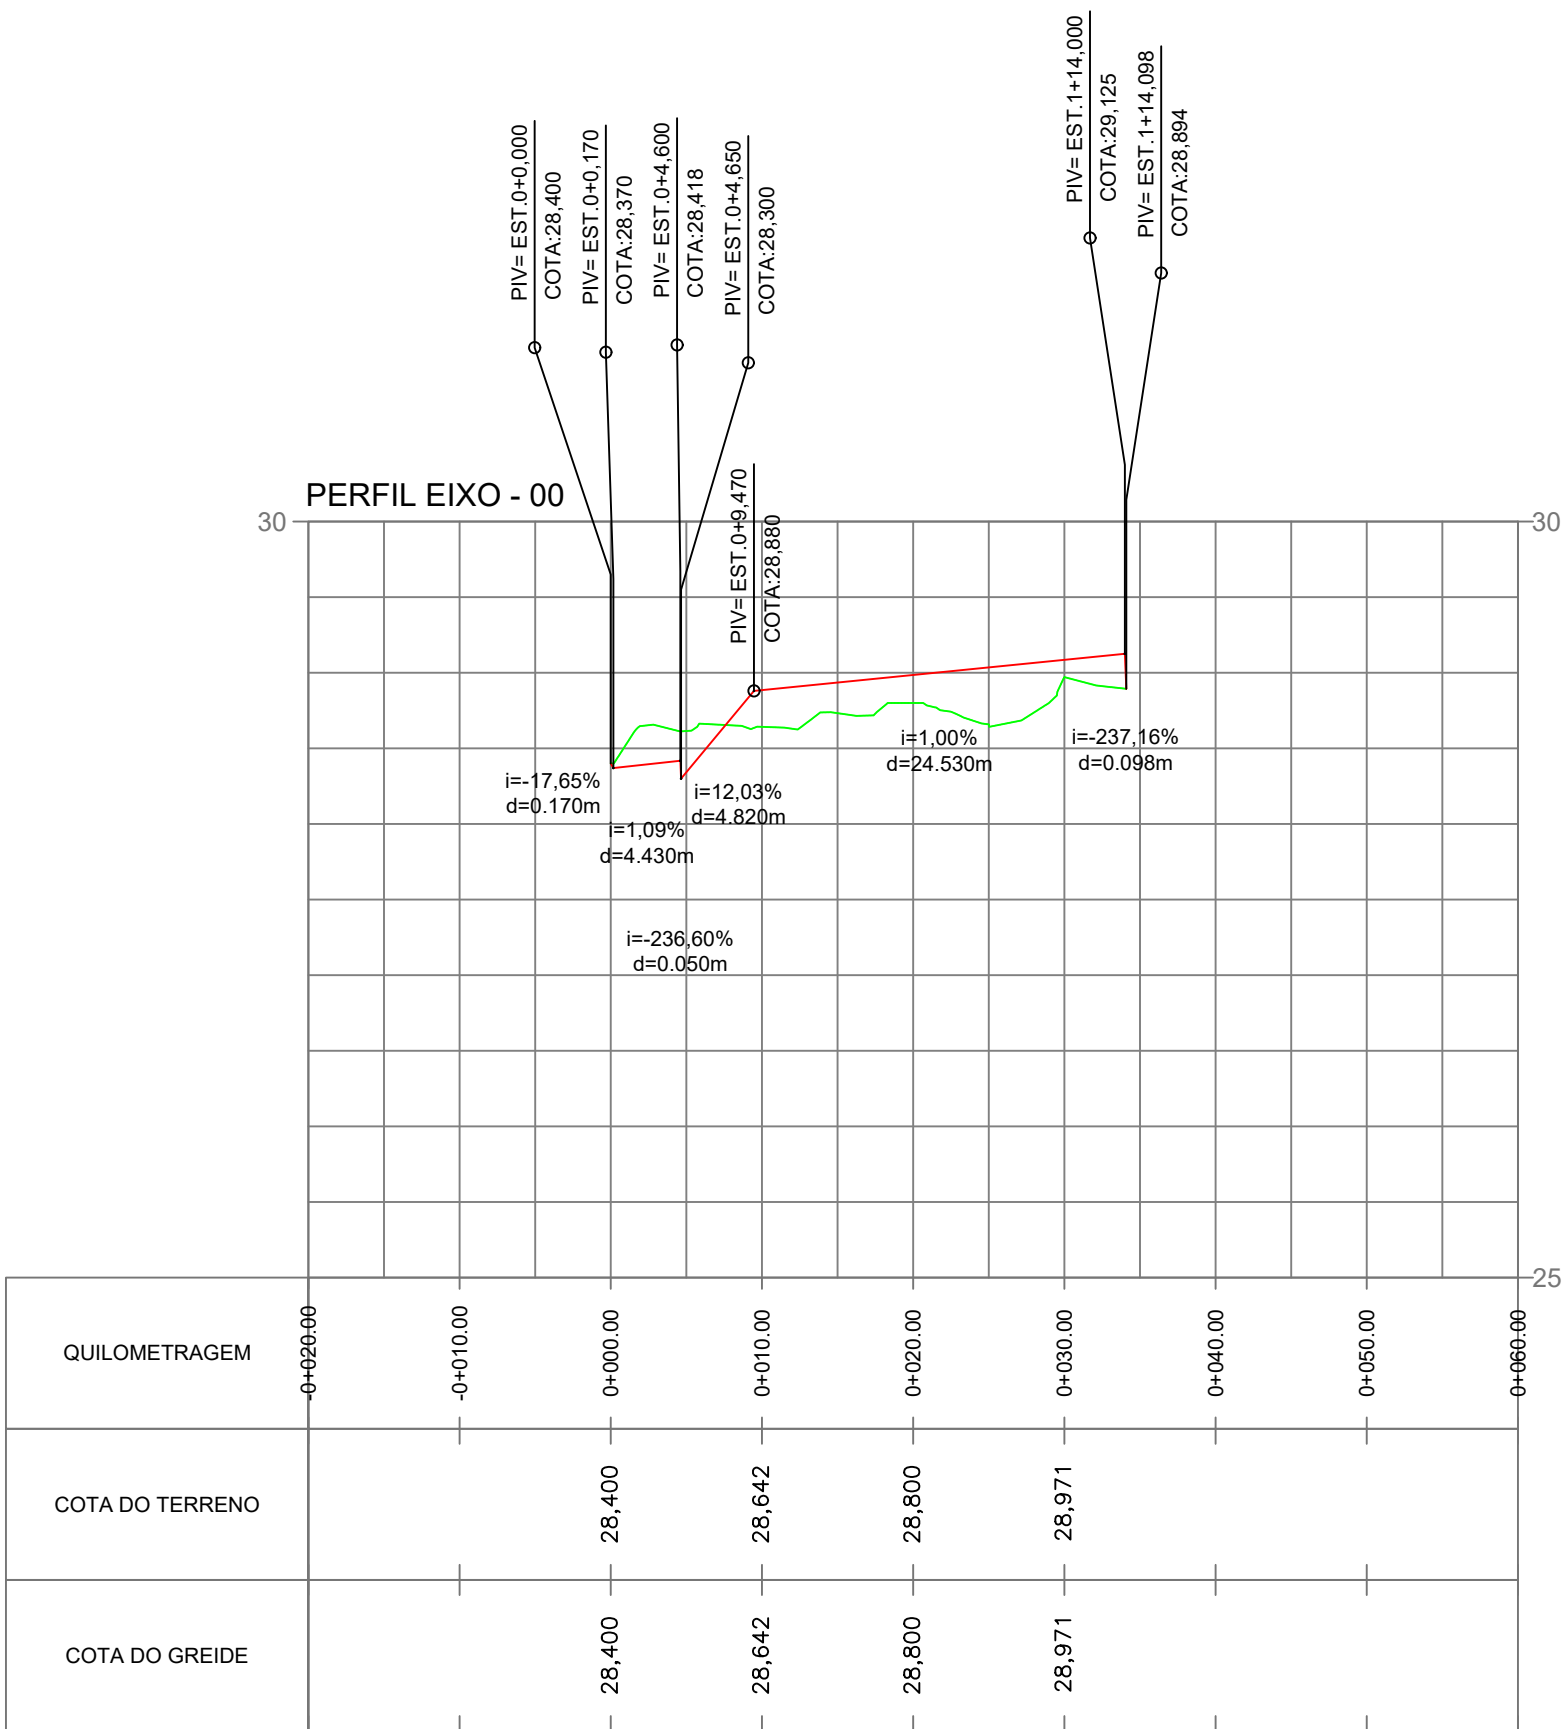 PIV= EST.0+0,000
COTA:28,400
PIV= EST.0+0,170
COTA:28,370
PIV= EST.0+4,600
COTA:28,418
PIV= EST.0+4,650
COTA:28,300
PIV= EST.1+14,000
COTA:29,125
PIV= EST.1+14,098
COTA:28,894
PERFIL EIXO - 00
30
30
PIV= EST.0+9,470
COTA:28,880
i=-17,65%
d=0.170m
i=1,09%
d=4.430m
i=-236,60%
d=0.050m
i=12,03%
d=4.820m
i=1,00%
d=24.530m
i=-237,16%
d=0.098m
25
QUILOMETRAGEM
-0+020.00
-0+010.00
0+000.00
0+010.00
0+020.00
0+030.00
0+040.00
0+050.00
0+060.00
COTA DO TERRENO
28,400
28,642
28,800
28,971
COTA DO GREIDE
28,400
28,642
28,800
28,971